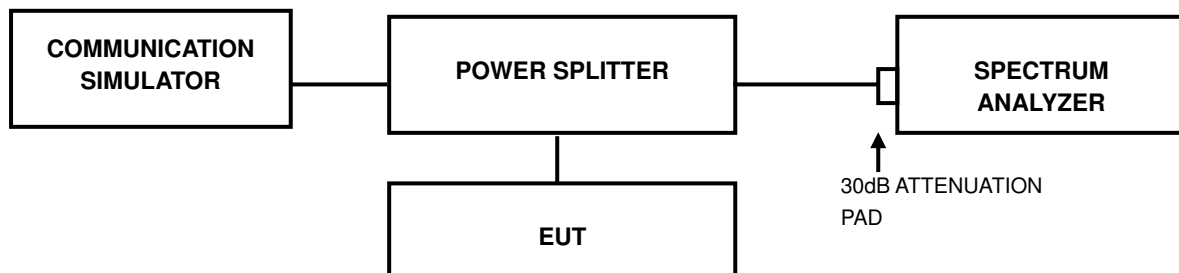 COMMUNICATION
SIMULATOR
POWER SPLITTER
SPECTRUM
ANALYZER
30dB ATTENUATION
PAD
EUT